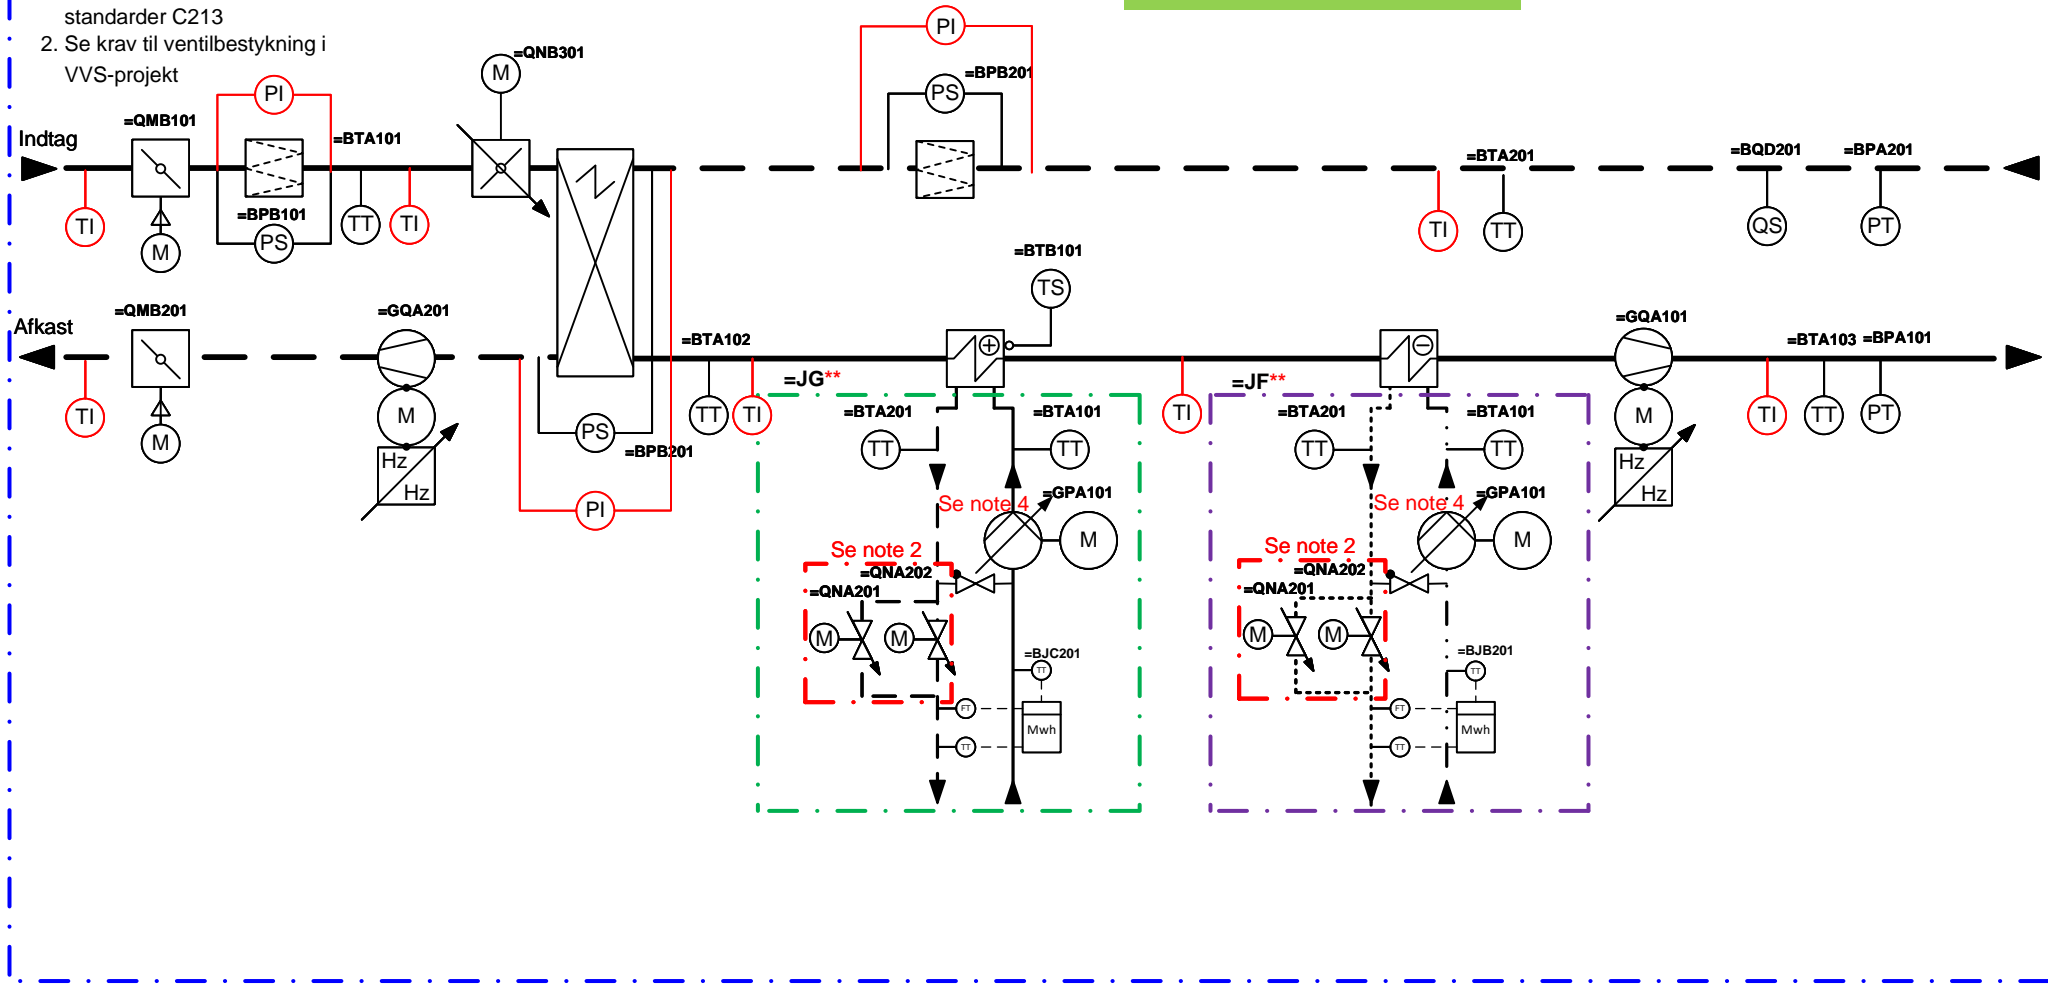 standarder C213
2. Se krav til ventilbestykning i
VVS-projekt
PI
=QNB301
M
PI
=BPB201
PS
=QMB101
=BTA101
Indtag
=BTA201
=BQD201
=BPA201
TI
M
=BPB101
PS
TT
TI
TI
TT
QS
PT
=BTB101
TS
=QMB201
=GQA201
Afkast
=BTA102
=GQA101
=BTA103
=BPA101
TI
M
M
Hz
Hz
PS
=BPB201
PI
TT
TI
=JG**
=BTA201
=BTA101
TT
TT
TI
=JF**
=BTA201
=BTA101
TT
TT
M
Hz
Hz
TI
TT
PT
Se note 4
=GPA101
M
Se note 2
=QNA202
=QNA201
M
M
=BJC201
TT
FT
TT
Mwh
Se note 4
=GPA101
M
Se note 2
=QNA202
=QNA201
M
M
=BJB201
TT
FT
TT
Mwh